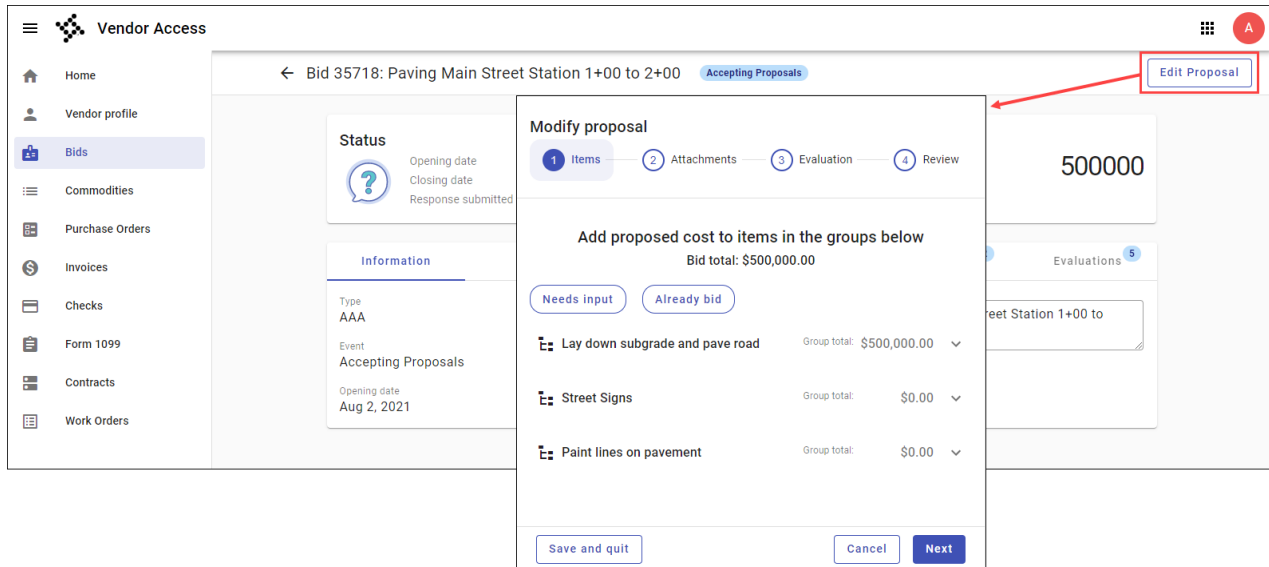 Vendor Access
A
Home
Vendor profile
Bids
Commodities
Purchase Orders
Invoices
Checks
Form 1099
Contracts
Work Orders
Bid 35718: Paving Main Street Station 1+00 to 2+00 Accepting Proposals
Edit Proposal
Status
Opening date
Closing date
Response submitted
500000
Information
Evaluations 5
Type
AAA
Event
Accepting Proposals
Opening date
Aug 2, 2021
reet Station 1+00 to
Modify proposal
1 Items 2 Attachments 3 Evaluation 4 Review
Add proposed cost to items in the groups below
Bid total: $500,000.00
Needs input Already bid
Lay down subgrade and pave road Group total: $500,000.00
Street Signs Group total: $0.00
Paint lines on pavement Group total: $0.00
Save and quit Cancel Next